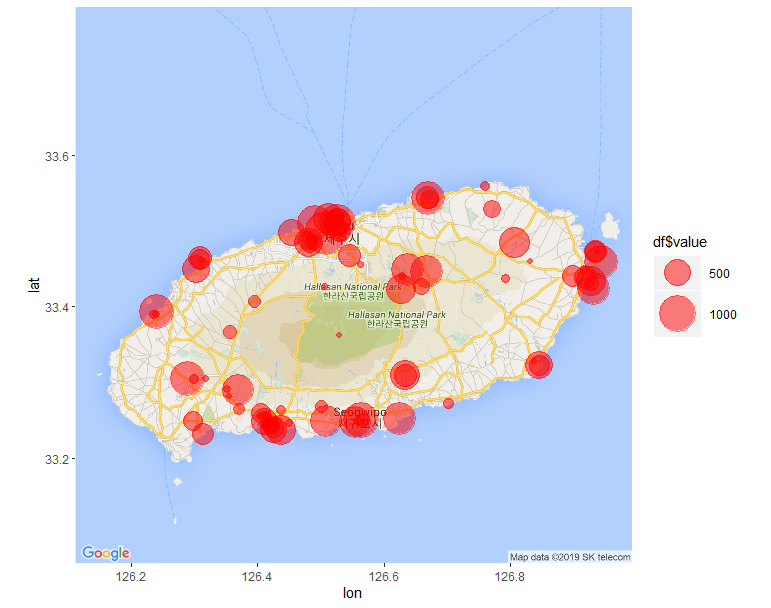 33.6
33.4
33.2
lat
제주시
Hallasan National Park
한라산국립공원
Hallasan National Park
한라산국립공원
Seogwipo
서귀포시
Google
Map data ©2019 SK telecom
126.2
126.4
126.6
126.8
lon
df$value
500
1000